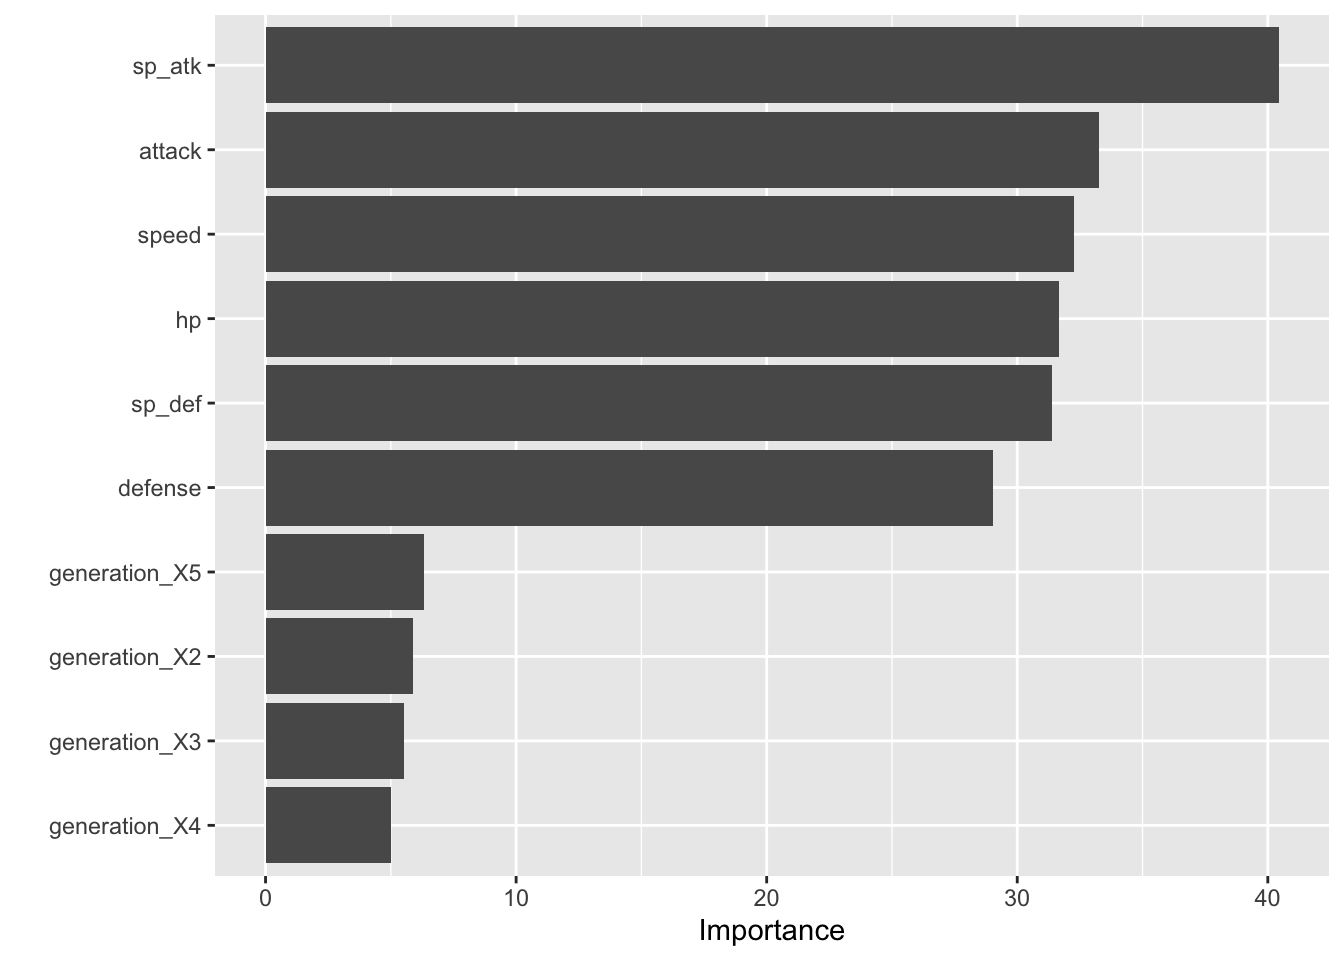 sp_atk
attack
speed
hp
sp_def
defense
generation_X5
generation_X2
generation_X3
generation_X4
0 10 20 30 40
Importance